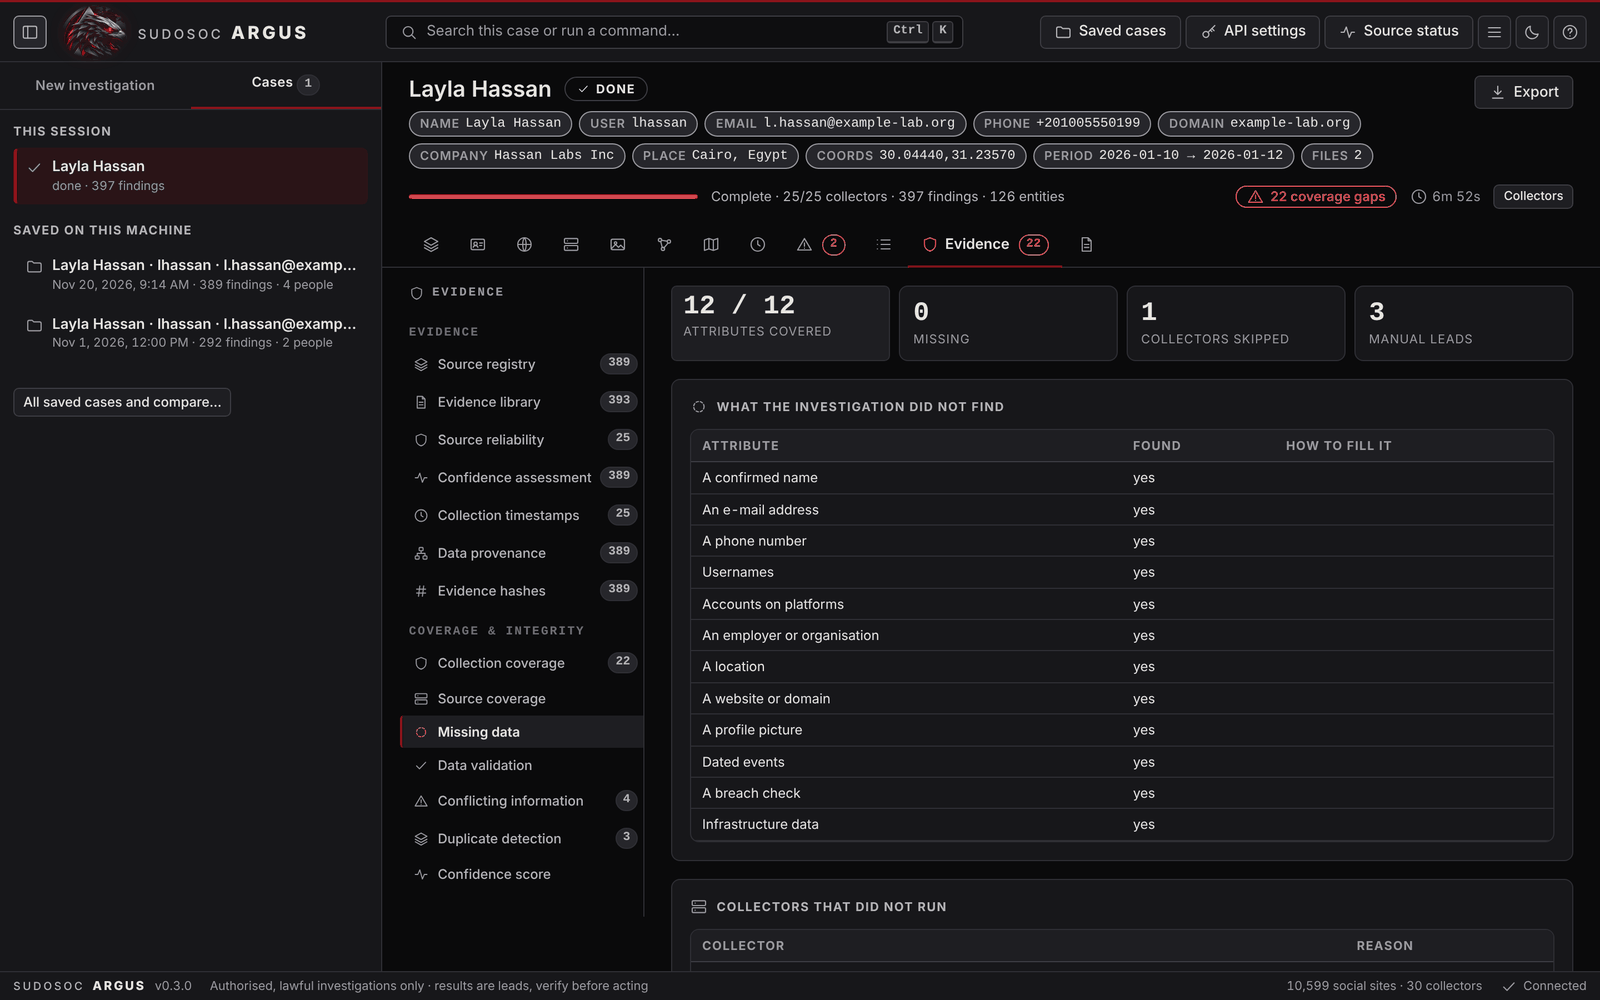 SUDOSOC ARGUS
Search this case or run a command...
Ctrl K
Saved cases
API settings
Source status
New investigation
Cases 1
THIS SESSION
Layla Hassan
done · 397 findings
SAVED ON THIS MACHINE
Layla Hassan · lhassan · l.hassan@examp...
Nov 20, 2026, 9:14 AM · 389 findings · 4 people
Layla Hassan · lhassan · l.hassan@examp...
Nov 1, 2026, 12:00 PM · 292 findings · 2 people
All saved cases and compare...
Layla Hassan
DONE
Export
NAME Layla Hassan
USER lhassan
EMAIL l.hassan@example-lab.org
PHONE +201005550199
DOMAIN example-lab.org
COMPANY Hassan Labs Inc
PLACE Cairo, Egypt
COORDS 30.04440,31.23570
PERIOD 2026-01-10 → 2026-01-12
FILES 2
Complete · 25/25 collectors · 397 findings · 126 entities
22 coverage gaps
6m 52s
Collectors
2
Evidence 22
EVIDENCE
EVIDENCE
Source registry 389
Evidence library 393
Source reliability 25
Confidence assessment 389
Collection timestamps 25
Data provenance 389
Evidence hashes 389
COVERAGE & INTEGRITY
Collection coverage 22
Source coverage
Missing data
Data validation
Conflicting information 4
Duplicate detection 3
Confidence score
12 / 12
ATTRIBUTES COVERED
0
MISSING
1
COLLECTORS SKIPPED
3
MANUAL LEADS
WHAT THE INVESTIGATION DID NOT FIND
ATTRIBUTE FOUND HOW TO FILL IT
A confirmed name yes
An e-mail address yes
A phone number yes
Usernames yes
Accounts on platforms yes
An employer or organisation yes
A location yes
A website or domain yes
A profile picture yes
Dated events yes
A breach check yes
Infrastructure data yes
COLLECTORS THAT DID NOT RUN
COLLECTOR REASON
SUDOSOC ARGUS v0.3.0 Authorised, lawful investigations only · results are leads, verify before acting
10,599 social sites · 30 collectors
Connected